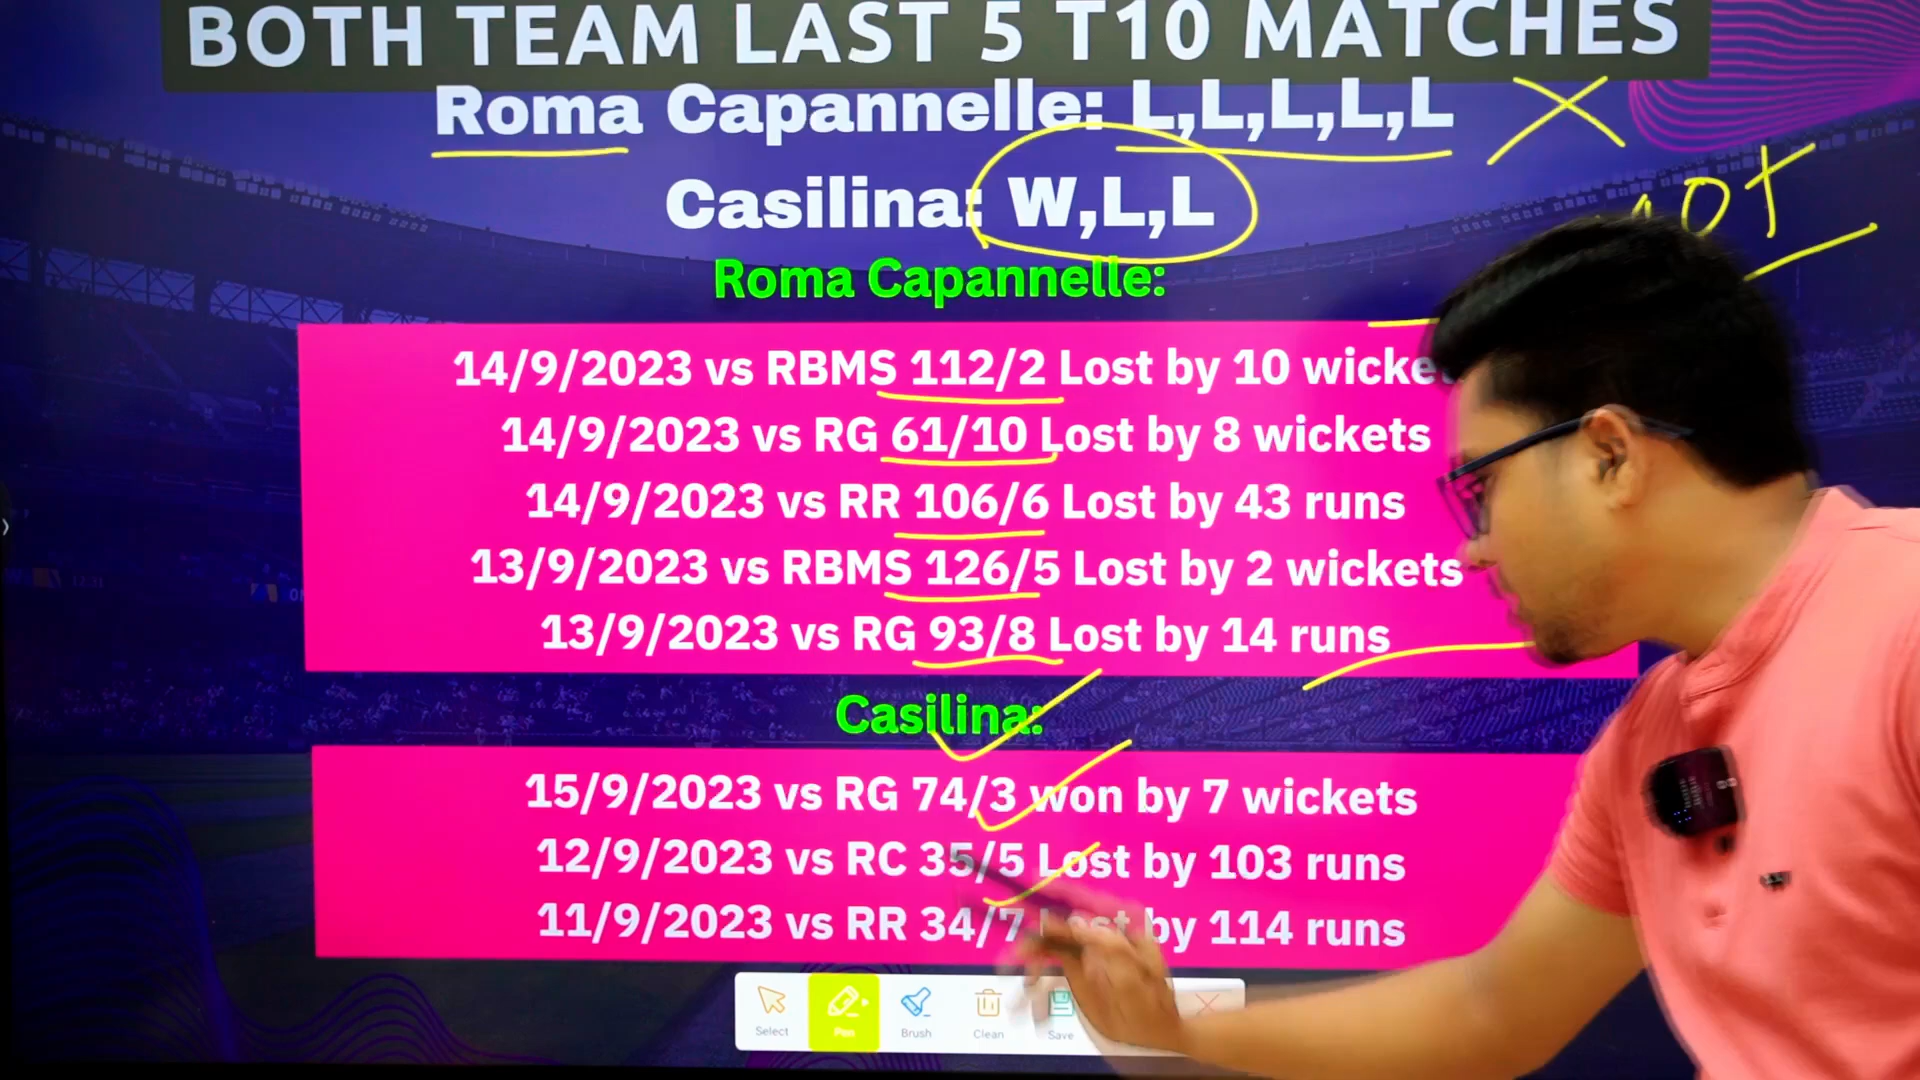 BOTH TEAM LAST 5 T10 MATCHES
Roma Capannelle: L,L,L,L,L
Casilina: W,L,L
ot
Roma Capannelle:
14/9/2023 vs RBMS 112/2 Lost by 10 wicke
14/9/2023 vs RG 61/10 Lost by 8 wickets
14/9/2023 vs RR 106/6 Lost by 43 runs
13/9/2023 vs RBMS 126/5 Lost by 2 wickets
13/9/2023 vs RG 93/8 Lost by 14 runs
Casilina:
15/9/2023 vs RG 74/3 won by 7 wickets
12/9/2023 vs RC 35/5 Lost by 103 runs
11/9/2023 vs RR 34/7 Lost by 114 runs
Select Pen Brush Clean Save